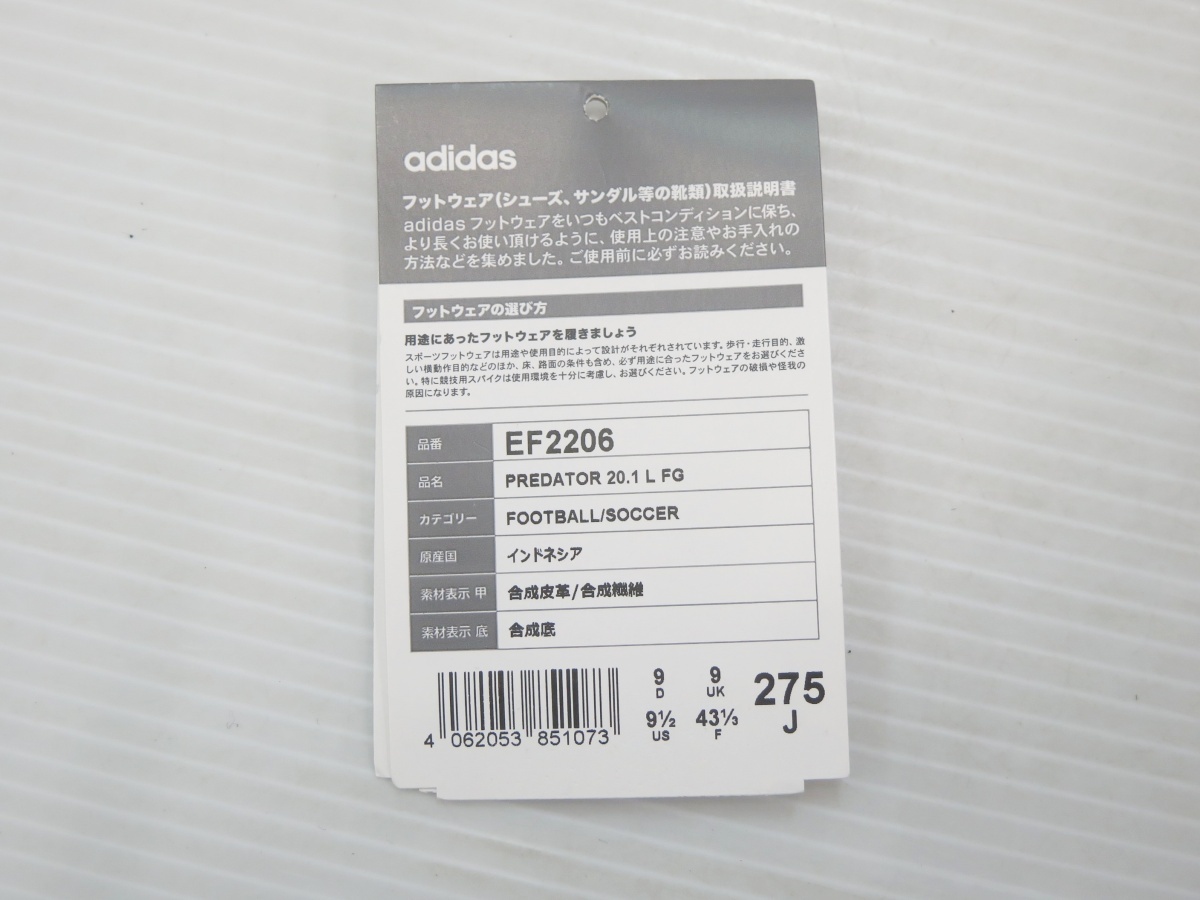 adidas
フットウェア(シューズ、サンダル等の靴類)取扱説明書
adidas フットウェアをいつもベストコンディションに保ち、
より長くお使い頂けるように、使用上の注意やお手入れの
方法などを集めました。ご使用前に必ずお読みください。
フットウェアの選び方
用途にあったフットウェアを履きましょう
スポーツフットウェアは用途や使用目的によって設計がそれぞれされています。歩行・走行目的、激
しい横動作目的などのほか、床、路面の条件も含め、必ず用途に合ったフットウェアをお選びくださ
い。特に競技用スパイクは使用環境を十分に考慮し、お選びください。フットウェアの破損や怪我の
原因になります。
品番 EF2206
品名 PREDATOR 20.1 L FG
カテゴリー FOOTBALL/SOCCER
原産国 インドネシア
素材表示 甲 合成皮革/合成繊維
素材表示 底 合成底
9 9 275
D UK J
9½ 43⅓
US F
4 062053 851073